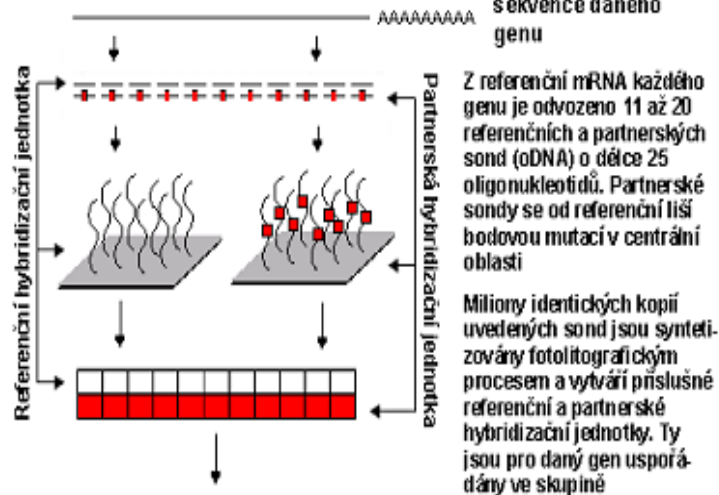 sekvence daného
genu
AAAAAAAAA
Referenční hybridizační jednotka
Partnerská hybridizační jednotka
Z referenční mRNA každého
genu je odvozeno 11 až 20
referenčních a partnerských
sond (oDNA) o délce 25
oligonukleotidů. Partnerské
sondy se od referenční liší
bodovou mutací v centrální
oblasti
Miliony identických kopií
uvedených sond jsou synteti-
zovány fotolitografickým
procesem a vytváří příslušné
referenční a partnerské
hybridizační jednotky. Ty
jsou pro daný gen uspořá-
dány ve skupině